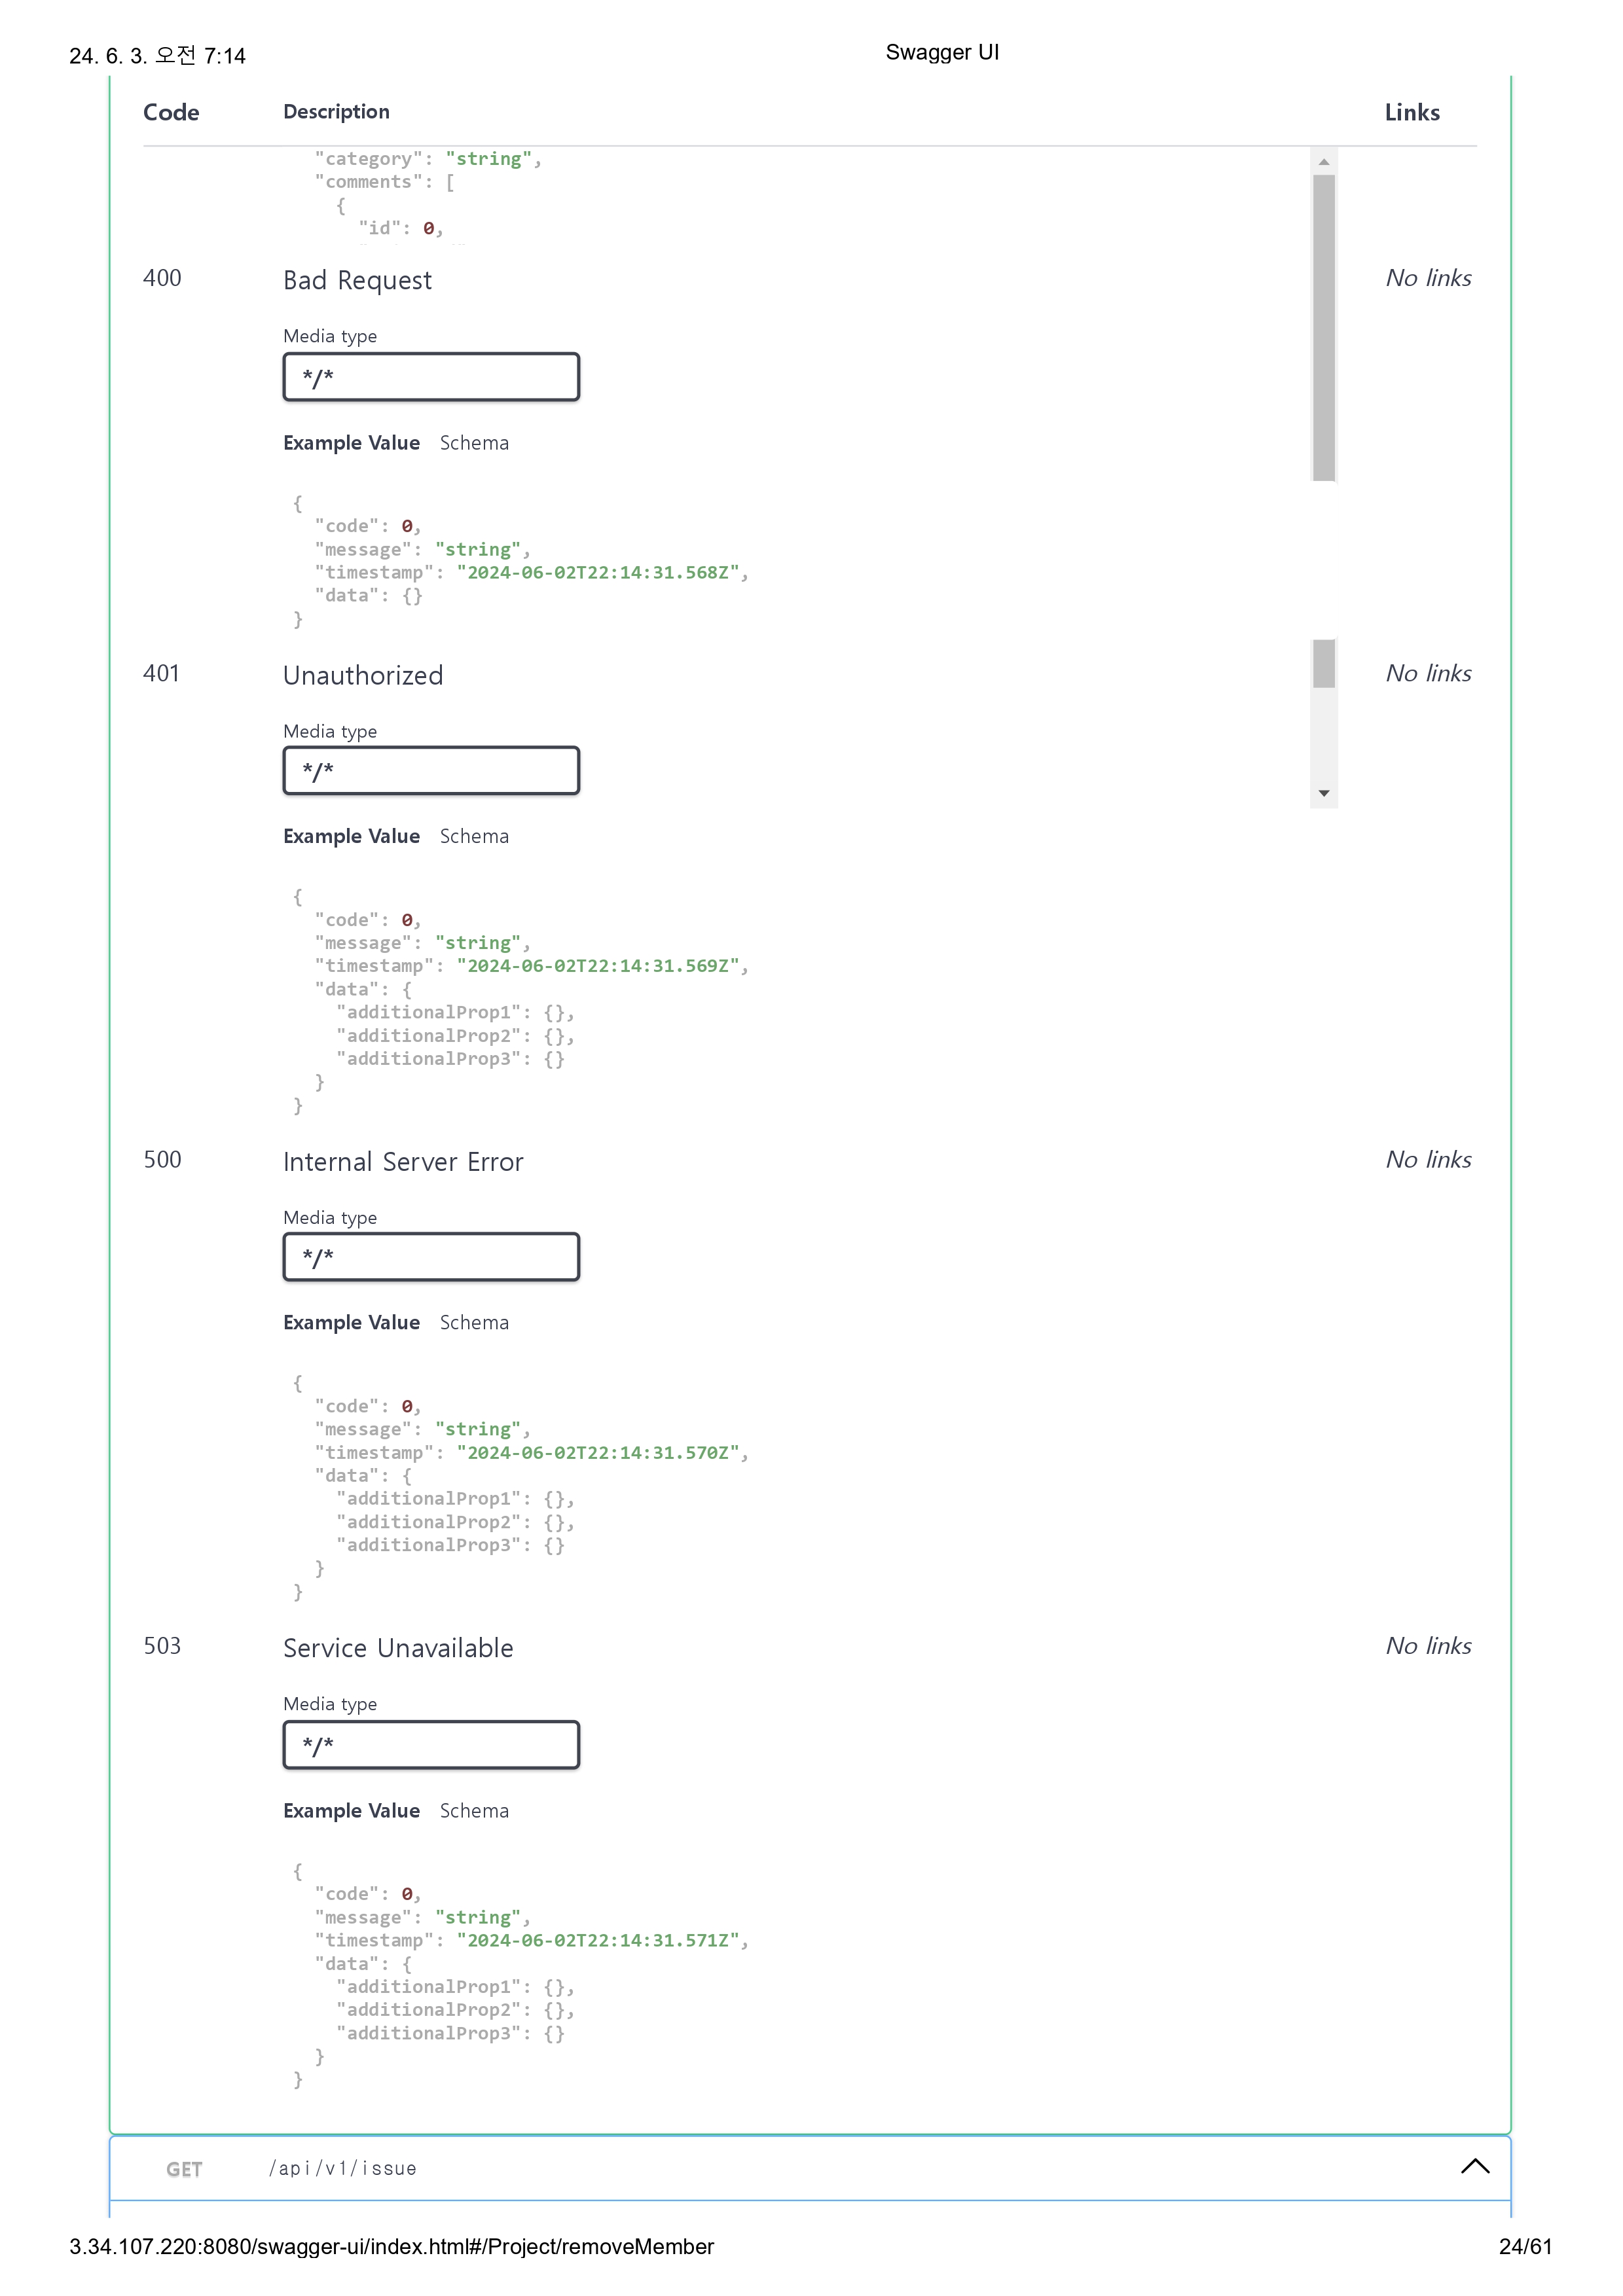 24. 6. 3. 오전 7:14 Swagger UI
Code Description Links
"category": "string",
"comments": [
{
"id": 0,
400 Bad Request No links
Media type
*/*
Example Value Schema
{
"code": 0,
"message": "string",
"timestamp": "2024-06-02T22:14:31.568Z",
"data": {}
}
401 Unauthorized No links
Media type
*/*
Example Value Schema
{
"code": 0,
"message": "string",
"timestamp": "2024-06-02T22:14:31.569Z",
"data": {
"additionalProp1": {},
"additionalProp2": {},
"additionalProp3": {}
}
}
500 Internal Server Error No links
Media type
*/*
Example Value Schema
{
"code": 0,
"message": "string",
"timestamp": "2024-06-02T22:14:31.570Z",
"data": {
"additionalProp1": {},
"additionalProp2": {},
"additionalProp3": {}
}
}
503 Service Unavailable No links
Media type
*/*
Example Value Schema
{
"code": 0,
"message": "string",
"timestamp": "2024-06-02T22:14:31.571Z",
"data": {
"additionalProp1": {},
"additionalProp2": {},
"additionalProp3": {}
}
}
GET /api/v1/issue
3.34.107.220:8080/swagger-ui/index.html#/Project/removeMember 24/61